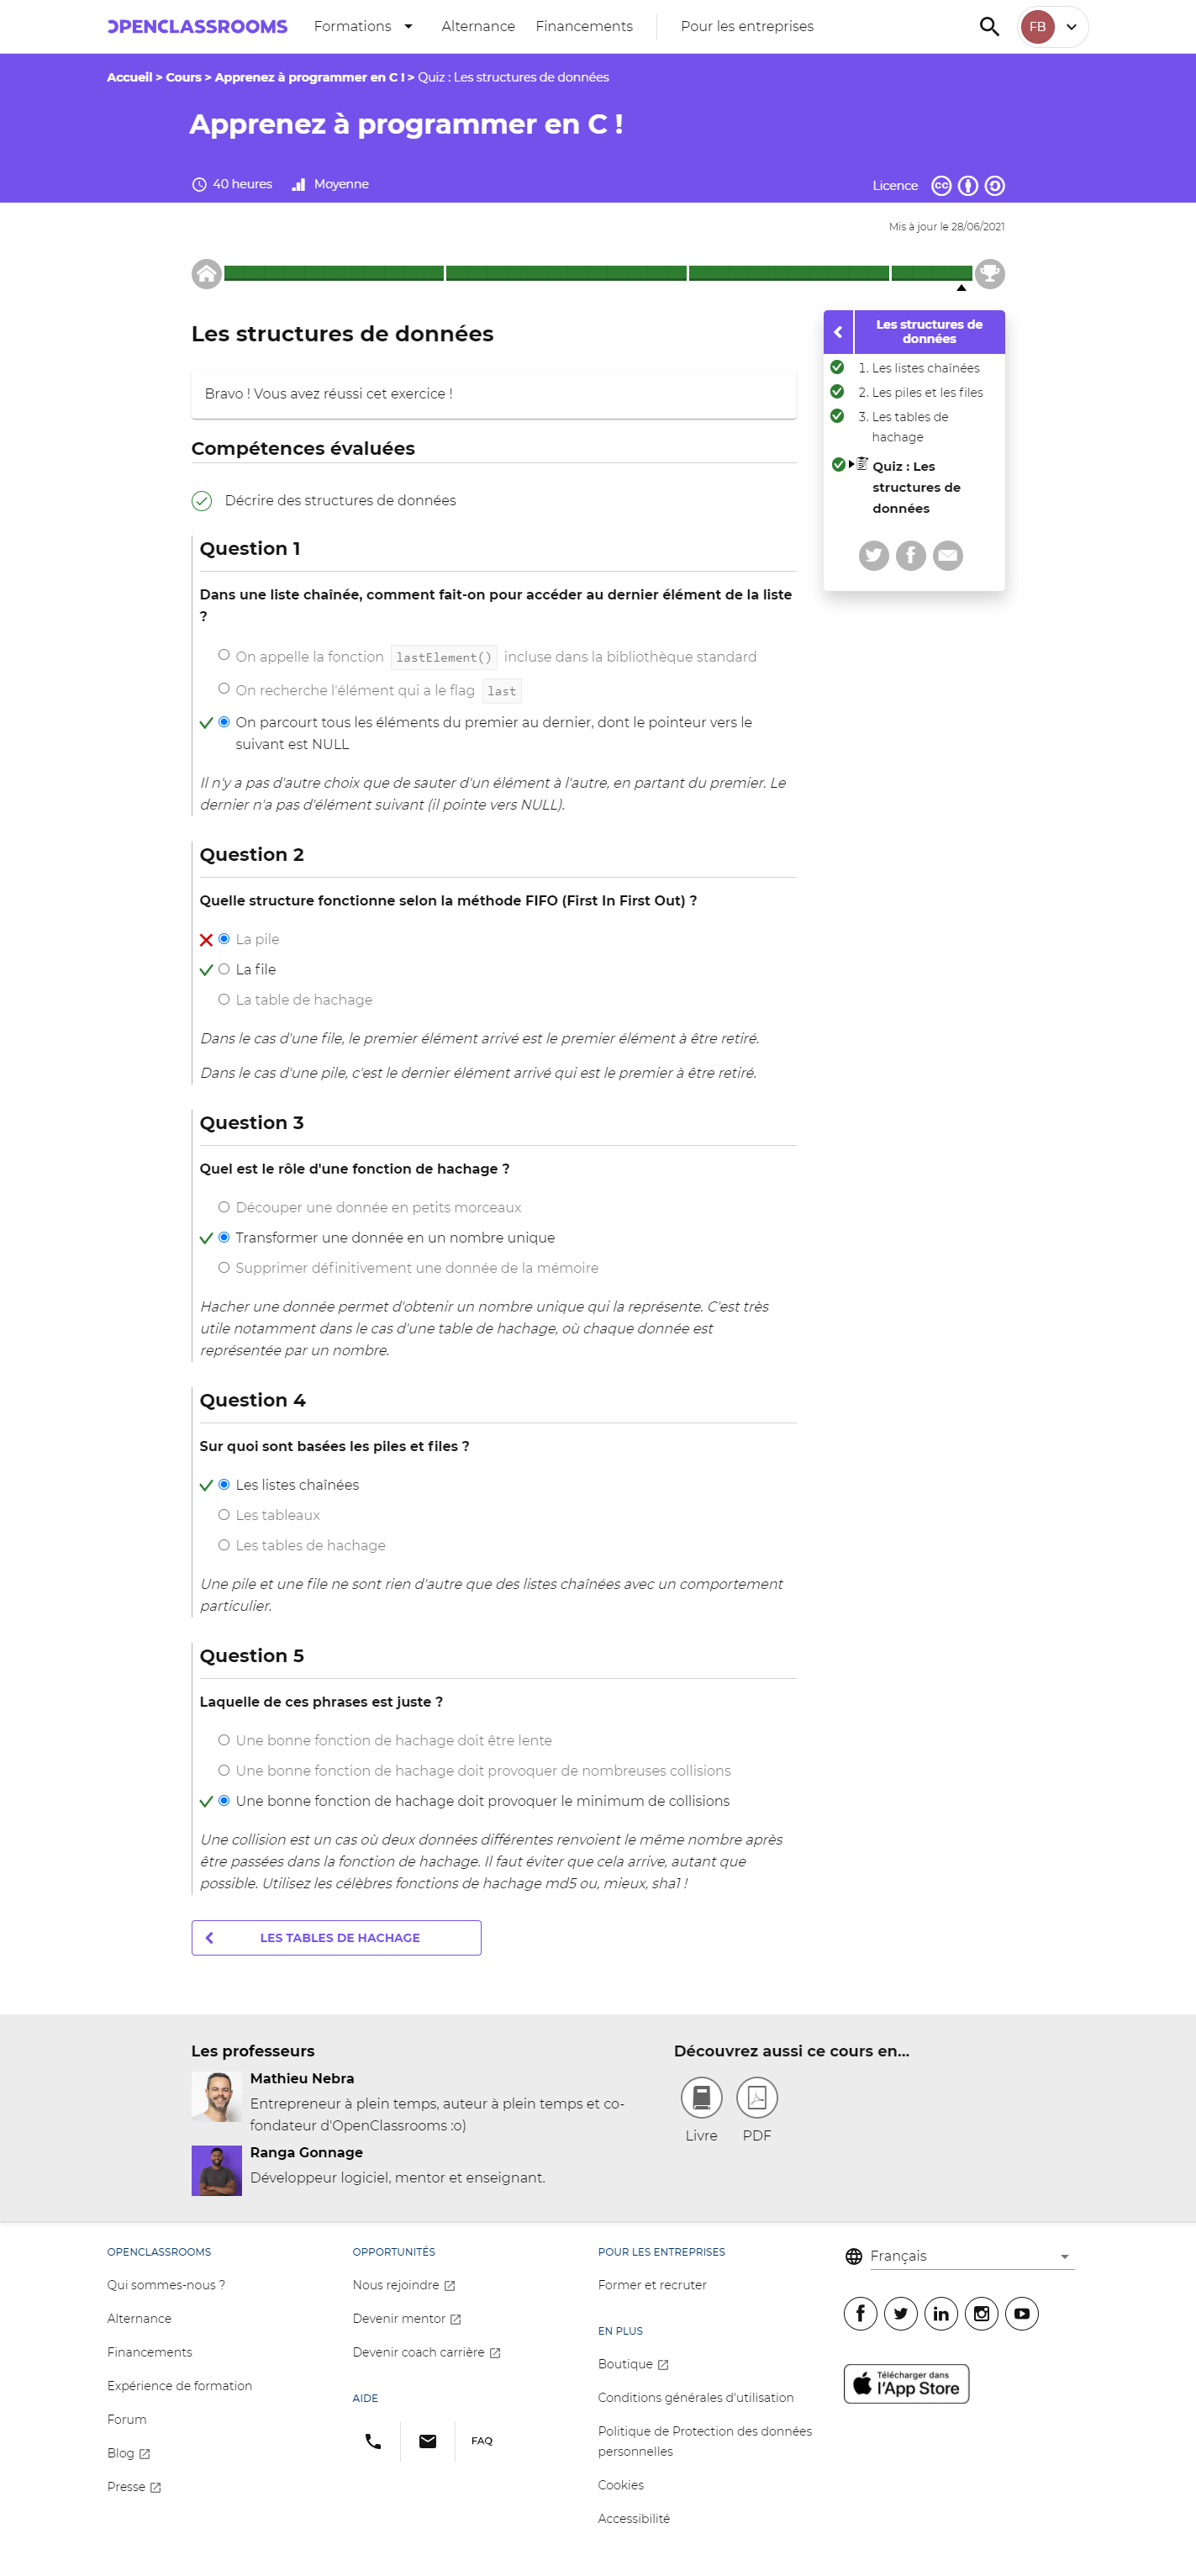 OPENCLASSROOMS Formations Alternance Financements Pour les entreprises FB
Accueil > Cours > Apprenez à programmer en C ! > Quiz : Les structures de données
Apprenez à programmer en C !
40 heures Moyenne Licence
Mis à jour le 28/06/2021
Les structures de données
Bravo ! Vous avez réussi cet exercice !
Compétences évaluées
Décrire des structures de données
Les structures de
données
1. Les listes chaînées
2. Les piles et les files
3. Les tables de
hachage
Quiz : Les
structures de
données
Question 1
Dans une liste chaînée, comment fait-on pour accéder au dernier élément de la liste
?
On appelle la fonction lastElement() incluse dans la bibliothèque standard
On recherche l'élément qui a le flag last
On parcourt tous les éléments du premier au dernier, dont le pointeur vers le
suivant est NULL
Il n'y a pas d'autre choix que de sauter d'un élément à l'autre, en partant du premier. Le
dernier n'a pas d'élément suivant (il pointe vers NULL).
Question 2
Quelle structure fonctionne selon la méthode FIFO (First In First Out) ?
La pile
La file
La table de hachage
Dans le cas d'une file, le premier élément arrivé est le premier élément à être retiré.
Dans le cas d'une pile, c'est le dernier élément arrivé qui est le premier à être retiré.
Question 3
Quel est le rôle d'une fonction de hachage ?
Découper une donnée en petits morceaux
Transformer une donnée en un nombre unique
Supprimer définitivement une donnée de la mémoire
Hacher une donnée permet d'obtenir un nombre unique qui la représente. C'est très
utile notamment dans le cas d'une table de hachage, où chaque donnée est
représentée par un nombre.
Question 4
Sur quoi sont basées les piles et files ?
Les listes chaînées
Les tableaux
Les tables de hachage
Une pile et une file ne sont rien d'autre que des listes chaînées avec un comportement
particulier.
Question 5
Laquelle de ces phrases est juste ?
Une bonne fonction de hachage doit être lente
Une bonne fonction de hachage doit provoquer de nombreuses collisions
Une bonne fonction de hachage doit provoquer le minimum de collisions
Une collision est un cas où deux données différentes renvoient le même nombre après
être passées dans la fonction de hachage. Il faut éviter que cela arrive, autant que
possible. Utilisez les célèbres fonctions de hachage md5 ou, mieux, sha1 !
LES TABLES DE HACHAGE
Les professeurs
Mathieu Nebra
Entrepreneur à plein temps, auteur à plein temps et co-
fondateur d'OpenClassrooms :o)
Ranga Gonnage
Développeur logiciel, mentor et enseignant.
Découvrez aussi ce cours en...
Livre PDF
OPENCLASSROOMS
Qui sommes-nous ?
Alternance
Financements
Expérience de formation
Forum
Blog
Presse
OPPORTUNITÉS
Nous rejoindre
Devenir mentor
Devenir coach carrière
AIDE
FAQ
POUR LES ENTREPRISES
Former et recruter
EN PLUS
Boutique
Conditions générales d'utilisation
Politique de Protection des données
personnelles
Cookies
Accessibilité
Français
Télécharger dans
l'App Store